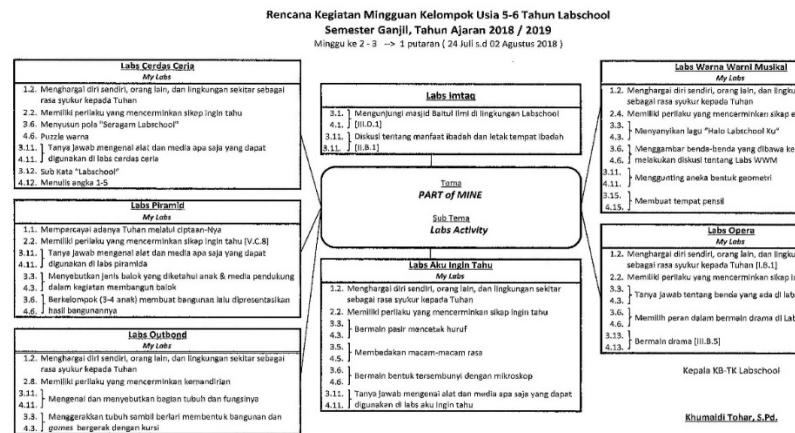 Rencana Kegiatan Mingguan Kelompok Usia 5-6 Tahun Labschool
Semester Ganjil, Tahun Ajaran 2018 / 2019
Minggu ke 2 - 3 --> 1 putaran ( 24 Juli s.d 02 Agustus 2018 )
Labs Cerdas Ceria
My Labs
1.2. Menghargai diri sendiri, orang lain, dan lingkungan sekitar sebagai
rasa syukur kepada Tuhan
2.2. Memiliki perilaku yang mencerminkan sikap ingin tahu
3.6. Menyusun pola "Seragam Labschool"
4.6. Puzzle warna
3.11. Tanya jawab mengenai alat dan media apa saja yang dapat
4.11. digunakan di labs cerdas ceria
3.12. Sub Kata "Labschool"
4.12. Menulis angka 1-5
Labs Piramid
My Labs
1.1. Mempercayai adanya Tuhan melalui ciptaan-Nya
2.2. Memiliki perilaku yang mencerminkan sikap ingin tahu [V.C.8]
3.11. Tanya jawab mengenai alat dan media apa saja yang dapat
4.11. digunakan di labs piramida
3.3. Menyebutkan jenis balok yang diketahui anak & media pendukung
4.3. dalam kegiatan membangun balok
3.6. Berkelompok (3-4 anak) membuat bangunan lalu dipresentasikan
4.6. hasil bangunannya
Labs Outbond
My Labs
1.2. Menghargai diri sendiri, orang lain, dan lingkungan sekitar sebagai
rasa syukur kepada Tuhan
2.8. Memiliki perilaku yang mencerminkan kemandirian
3.11.
4.11. Mengenal dan menyebutkan bagian tubuh dan fungsinya
3.3. Menggerakkan tubuh sambil berlari membentuk bangunan dan
4.3. games bergerak dengan kursi
Labs Imtaq
3.1. Mengunjungi masjid Baitul Ilmi di lingkungan Labschool
4.1. [III.D.1]
3.11. Diskusi tentang manfaat ibadah dan letak tempat ibadah
3.11. [II.B.1]
Tema
PART of MINE
Sub Tema
Labs Activity
Labs Aku Ingin Tahu
My Labs
1.2. Menghargai diri sendiri, orang lain, dan lingkungan sekitar
sebagai rasa syukur kepada Tuhan
2.2. Memiliki perilaku yang mencerminkan sikap ingin tahu
3.3.
4.3. Bermain pasir mencetak huruf
3.5.
4.5. Membedakan macam-macam rasa
3.6.
4.6. Bermain bentuk tersembunyi dengan mikroskop
3.11. Tanya jawab mengenai alat dan media apa saja yang dapat
4.11. digunakan di labs aku ingin tahu
Labs Warna Warni Musikal
My Labs
1.2. Menghargai diri sendiri, orang lain, dan
sebagai rasa syukur kepada Tuhan
2.4. Memiliki perilaku yang mencerminkan sikap
3.3.
4.3. Menyanyikan lagu "Halo Labschool Ku"
3.6. Menggambar benda-benda yang dibawa
4.6. melakukan diskusi tentang Labs WWM
3.11.
4.11. Menggunting aneka bentuk geometri
3.15.
4.15. Membuat tempat pensil
Labs Opera
My Labs
1.2. Menghargai diri sendiri, orang lain, dan
sebagai rasa syukur kepada Tuhan [I.B.1]
2.2. Memiliki perilaku yang mencerminkan sikap
3.3.
4.3. Tanya jawab tentang benda yang ada di
3.6.
4.6. Memilih peran dalam bermain drama di
3.13.
4.13. Bermain drama [III.B.5]
Kepala KB-TK Labschool
Khumaidi Tohar, S.Pd.